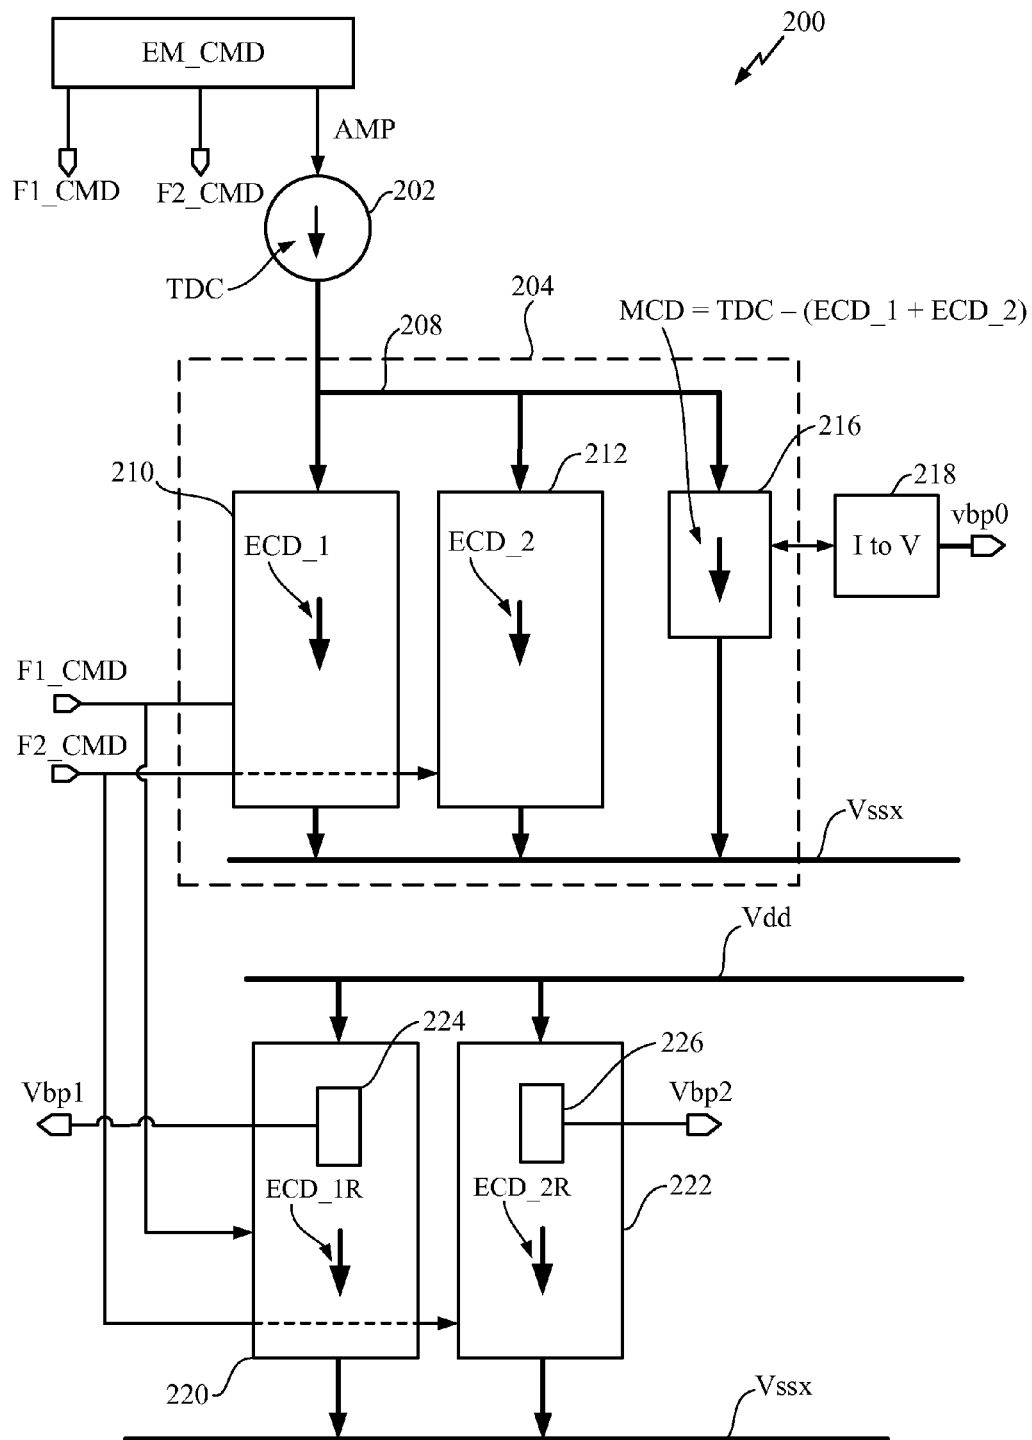 200
EM_CMD
AMP
F1_CMD
F2_CMD
202
TDC
204
MCD = TDC – (ECD_1 + ECD_2)
208
216
212
210
218
vbp0
ECD_1
ECD_2
I to V
F1_CMD
F2_CMD
Vssx
Vdd
224
226
Vbp1
Vbp2
ECD_1R
ECD_2R
222
220
Vssx